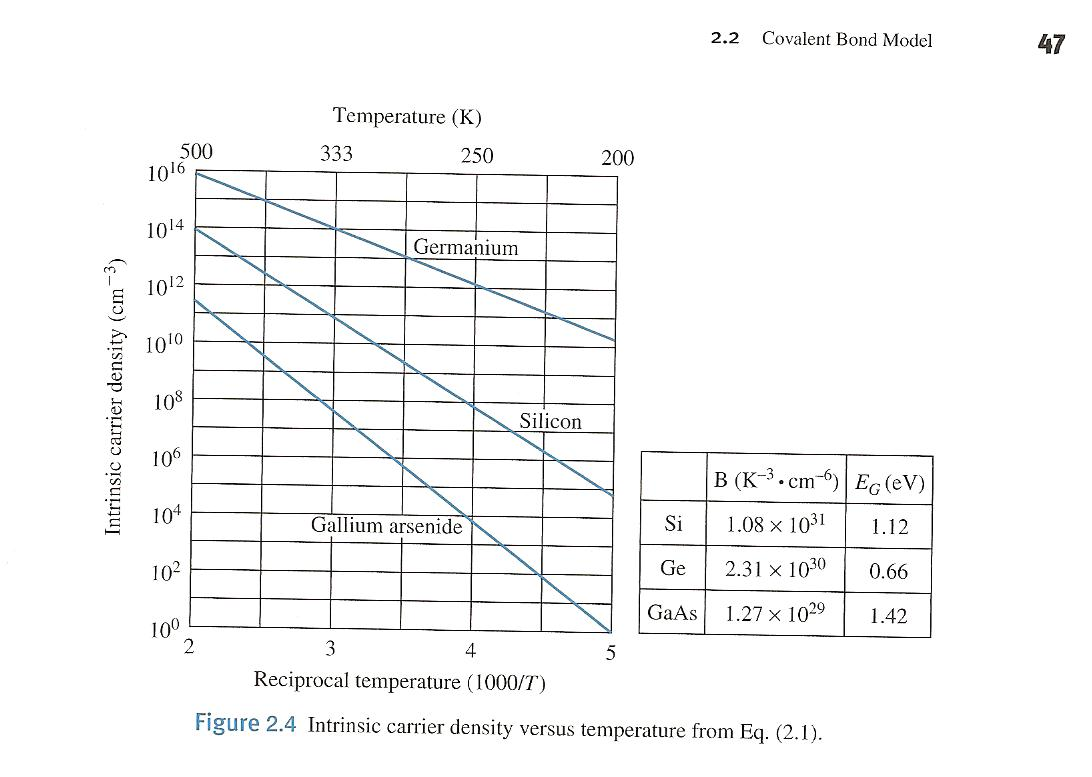 2.2 Covalent Bond Model 47
Temperature (K)
500 333 250 200
10^16
10^14
10^12
10^10
10^8
10^6
10^4
10^2
10^0
Intrinsic carrier density (cm^−3)
Germanium
Silicon
Gallium arsenide
2 3 4 5
Reciprocal temperature (1000/T)
B (K^−3 • cm^−6) E_G (eV)
Si 1.08 × 10^31 1.12
Ge 2.31 × 10^30 0.66
GaAs 1.27 × 10^29 1.42
Figure 2.4 Intrinsic carrier density versus temperature from Eq. (2.1).